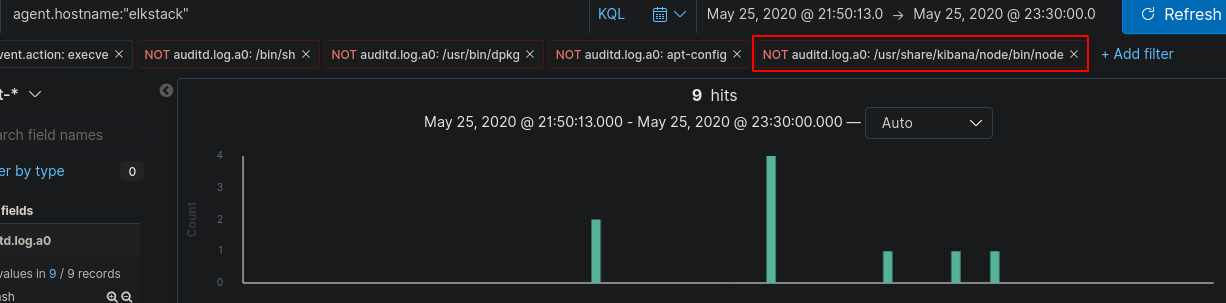 agent.hostname:"elkstack" KQL May 25, 2020 @ 21:50:13.0 → May 25, 2020 @ 23:30:00.0 Refresh
vent.action: execve × NOT auditd.log.a0: /bin/sh × NOT auditd.log.a0: /usr/bin/dpkg × NOT auditd.log.a0: apt-config × NOT auditd.log.a0: /usr/share/kibana/node/bin/node × + Add filter
t-*
9 hits
May 25, 2020 @ 21:50:13.000 - May 25, 2020 @ 23:30:00.000 — Auto
rch field names
er by type 0
fields
td.log.a0
values in 9 / 9 records
sh
Count
4
3
2
1
0